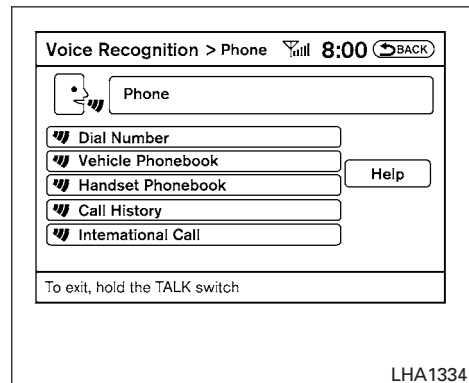 Voice Recognition > Phone 8:00 BACK
Phone
Dial Number
Vehicle Phonebook
Handset Phonebook
Help
Call History
International Call
To exit, hold the TALK switch
LHA1334